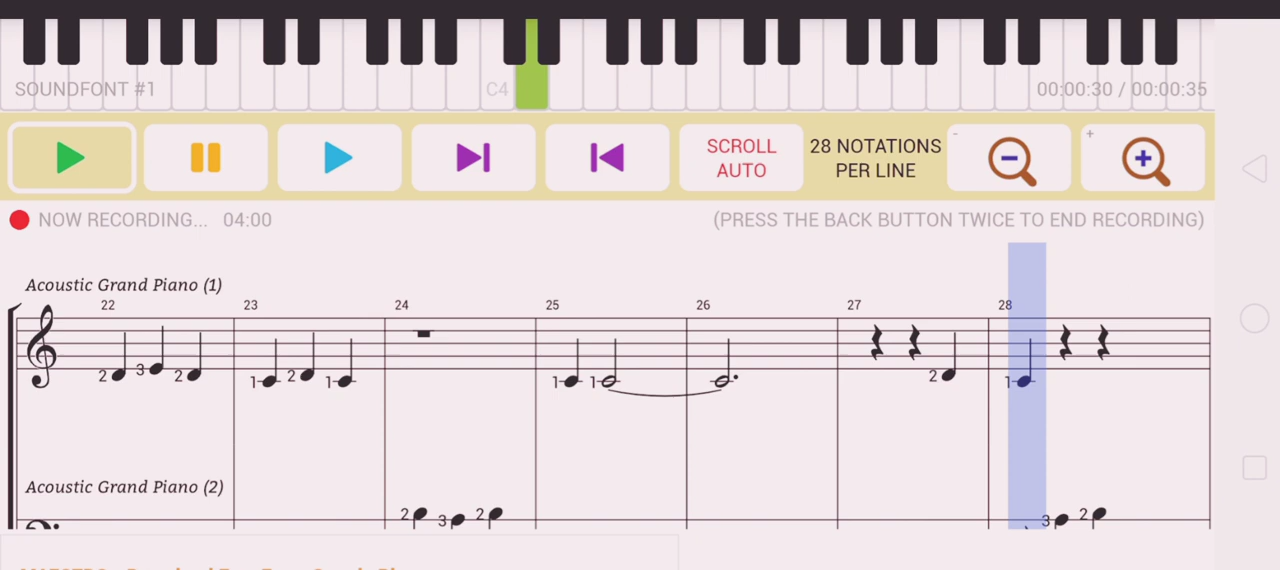 SOUNDFONT #1
C4
00:00:30 / 00:00:35
SCROLL
AUTO
28 NOTATIONS
PER LINE
-
+
NOW RECORDING... 04:00
(PRESS THE BACK BUTTON TWICE TO END RECORDING)
Acoustic Grand Piano (1)
22 23 24 25 26 27 28
2 3 2 1 2 1 1 1 2 1
Acoustic Grand Piano (2)
2 3 2 3 2